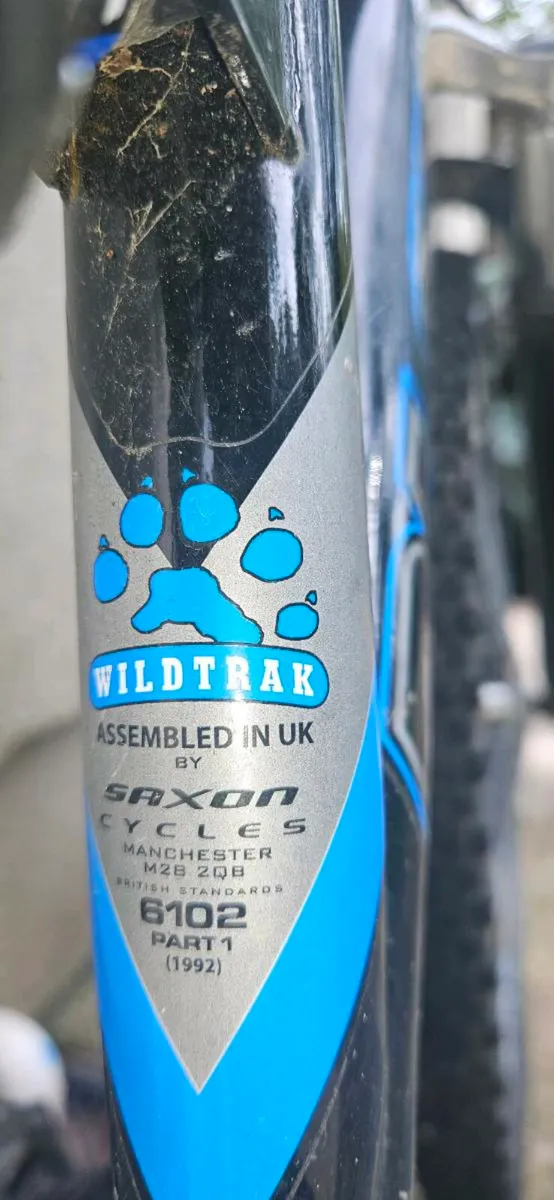 WILDTRAK
ASSEMBLED IN UK
BY
SAXON
CYCLES
MANCHESTER
M28 2QB
BRITISH STANDARDS
6102
PART 1
(1992)